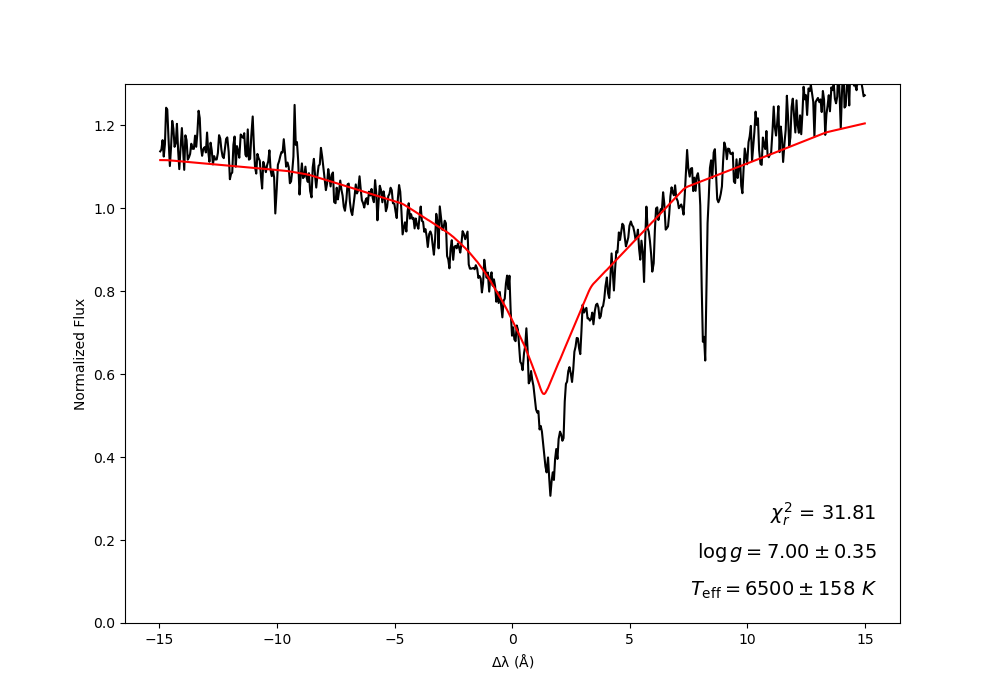 1.2
1.0
0.8
0.6
0.4
0.2
0.0
Normalized Flux
χ²ᵣ = 31.81
log g = 7.00 ± 0.35
T_eff = 6500 ± 158 K
−15 −10 −5 0 5 10 15
Δλ (Å)